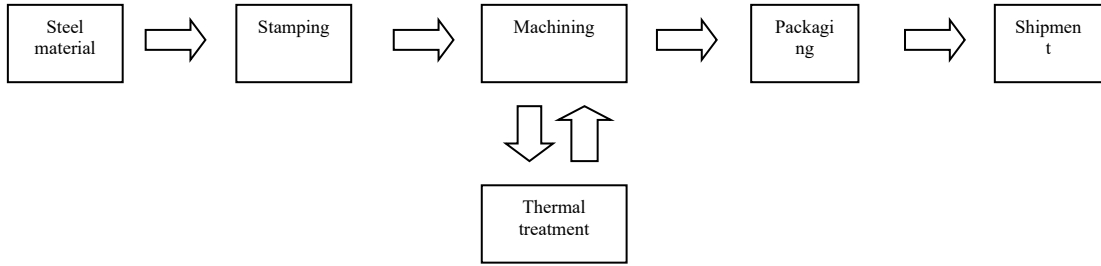 Steel
material
Stamping
Machining
Packagi
ng
Shipmen
t
Thermal
treatment